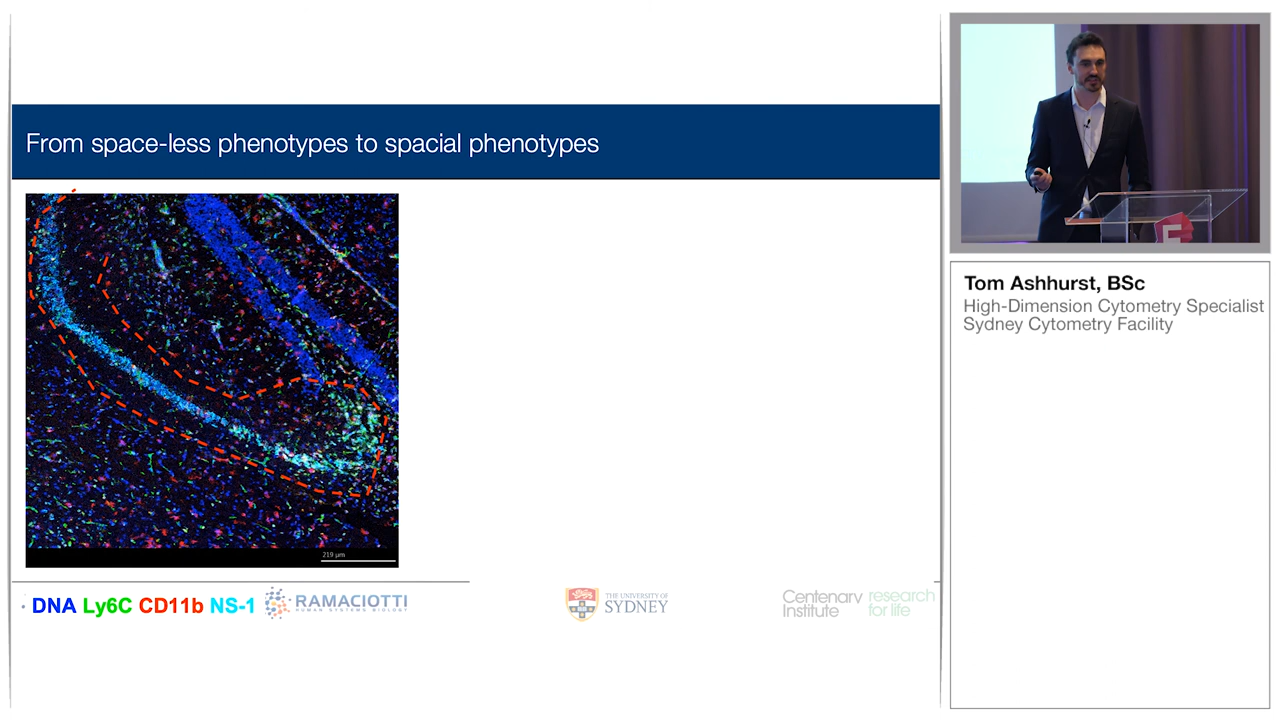 From space-less phenotypes to spacial phenotypes
219 µm
DNA Ly6C CD11b NS-1
RAMACIOTTI
HUMAN SYSTEMS BIOLOGY
THE UNIVERSITY OF
SYDNEY
Centenary research
Institute for life
Tom Ashhurst, BSc
High-Dimension Cytometry Specialist
Sydney Cytometry Facility